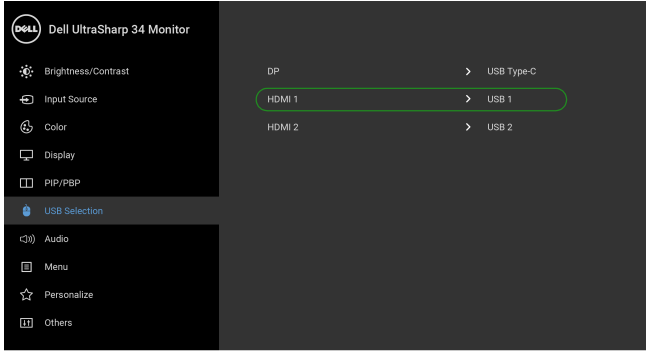 DELL Dell UltraSharp 34 Monitor
Brightness/Contrast
Input Source
Color
Display
PIP/PBP
USB Selection
Audio
Menu
Personalize
Others
DP > USB Type-C
HDMI 1 > USB 1
HDMI 2 > USB 2